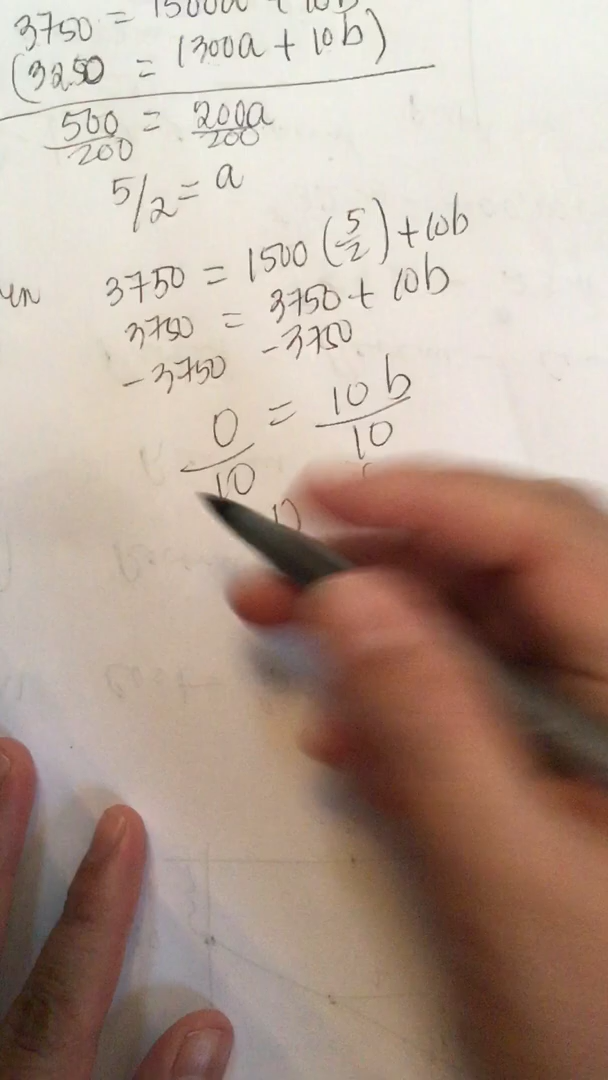 3750 = 1500a + 10b
(3250 = 1300a + 10b)
500/200 = 200a/200
5/2 = a
3750 = 1500 (5/2) + 10b
3750 = 3750 + 10b
-3750 -3750
0/10 = 10b/10